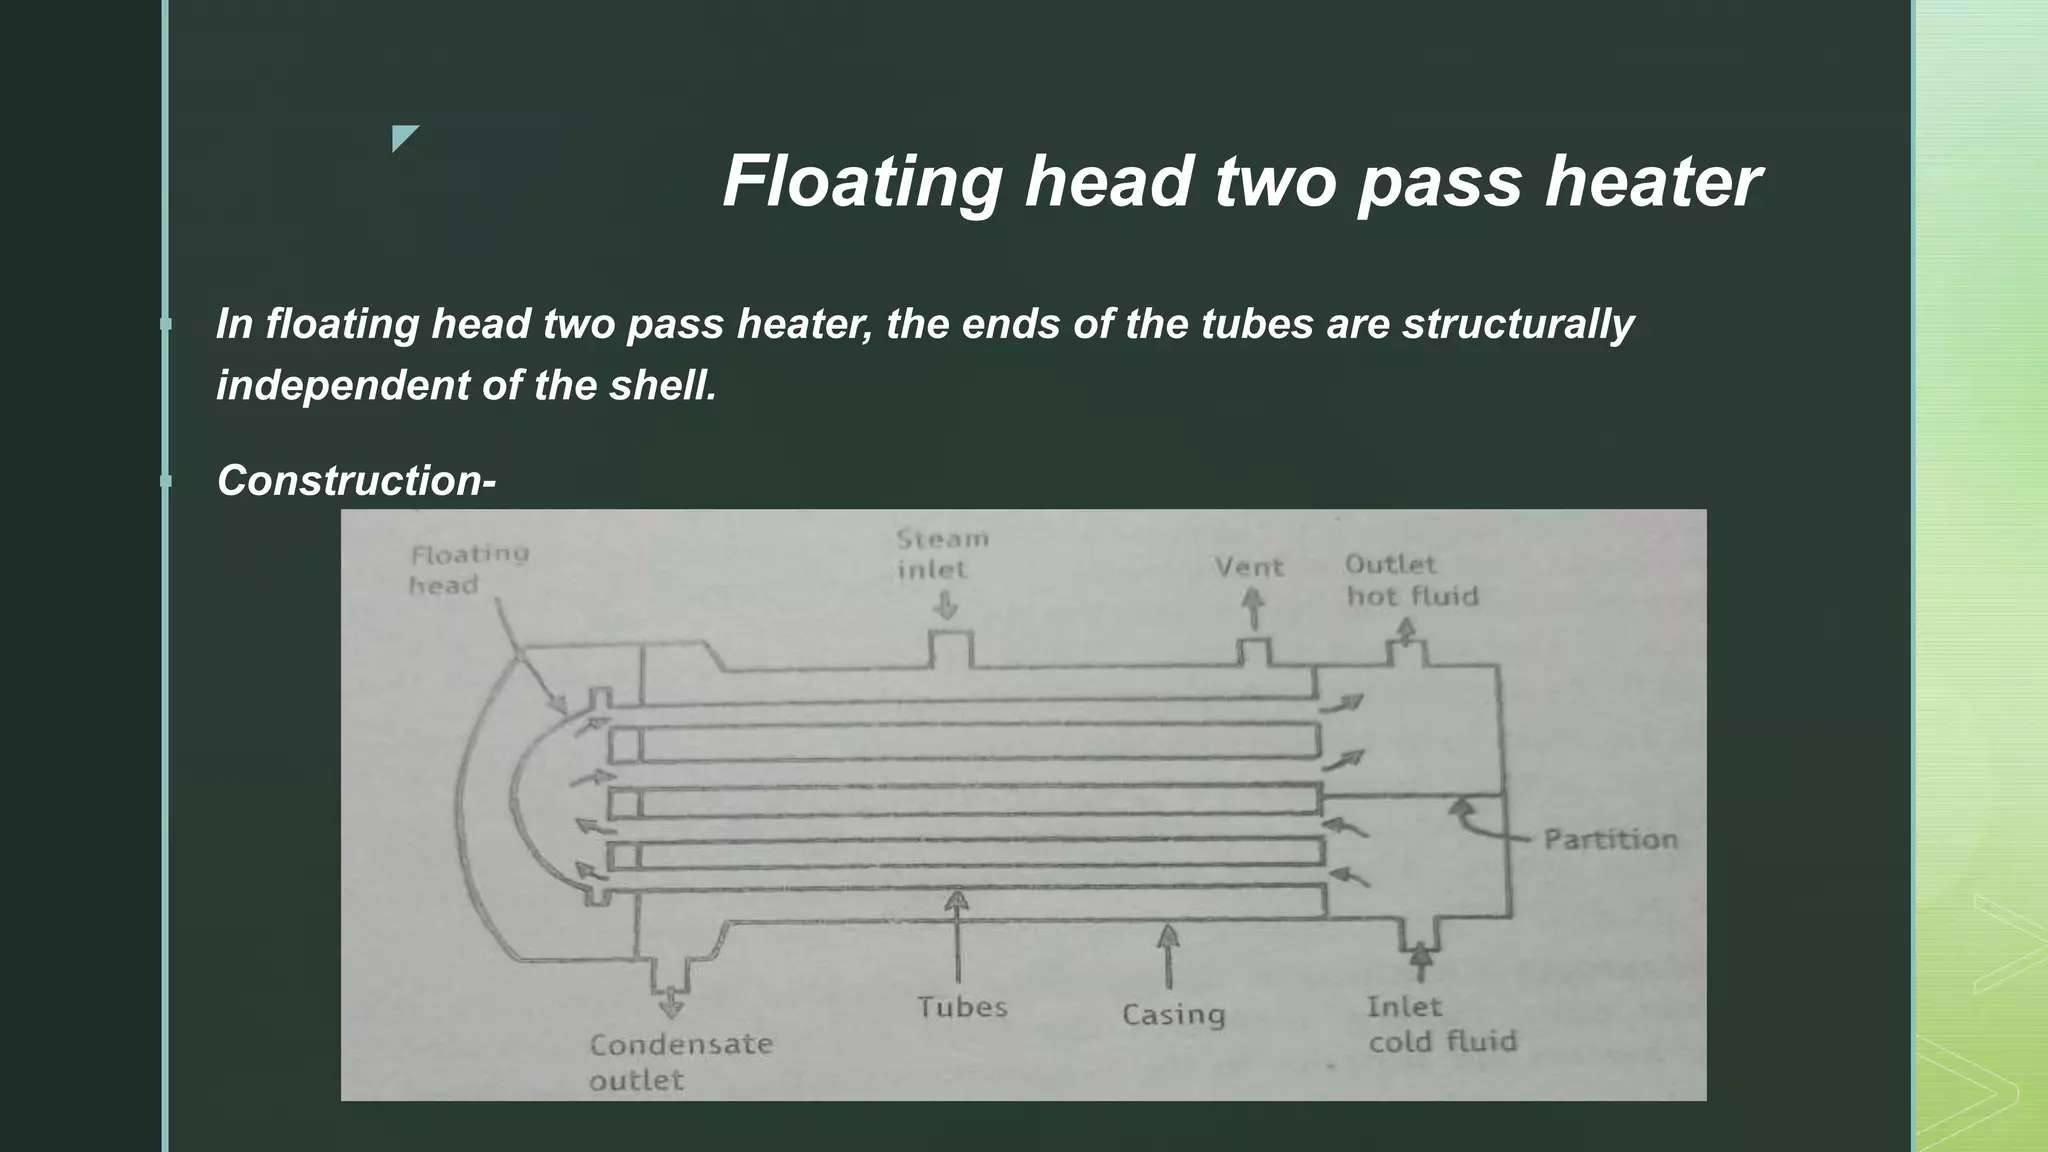 Floating head two pass heater
In floating head two pass heater, the ends of the tubes are structurally
independent of the shell.
Construction-
Floating
head
Steam
inlet
Vent
Outlet
hot fluid
Partition
Tubes
Casing
Inlet
cold fluid
Condensate
outlet